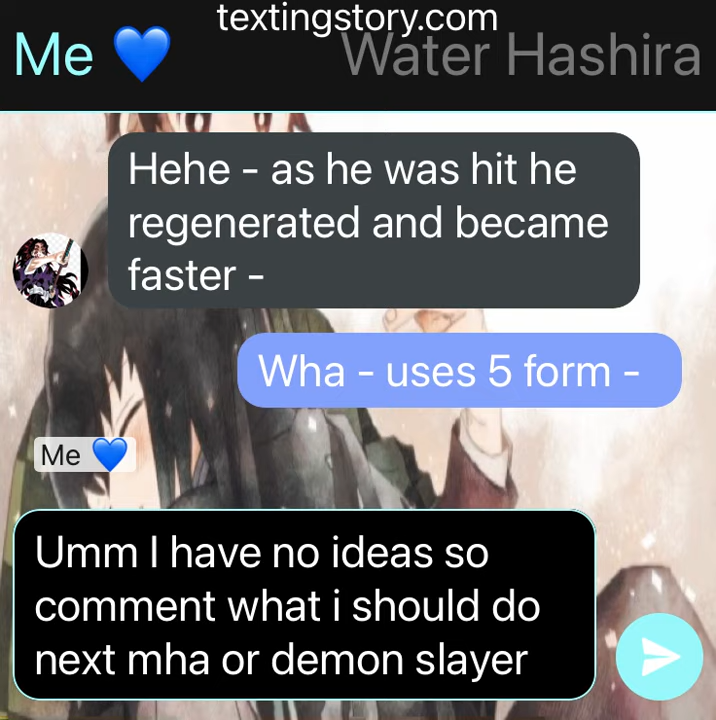 textingstory.com
Me 💙 Water Hashira
Hehe - as he was hit he
regenerated and became
faster -
Wha - uses 5 form -
Me 💙
Umm I have no ideas so
comment what i should do
next mha or demon slayer